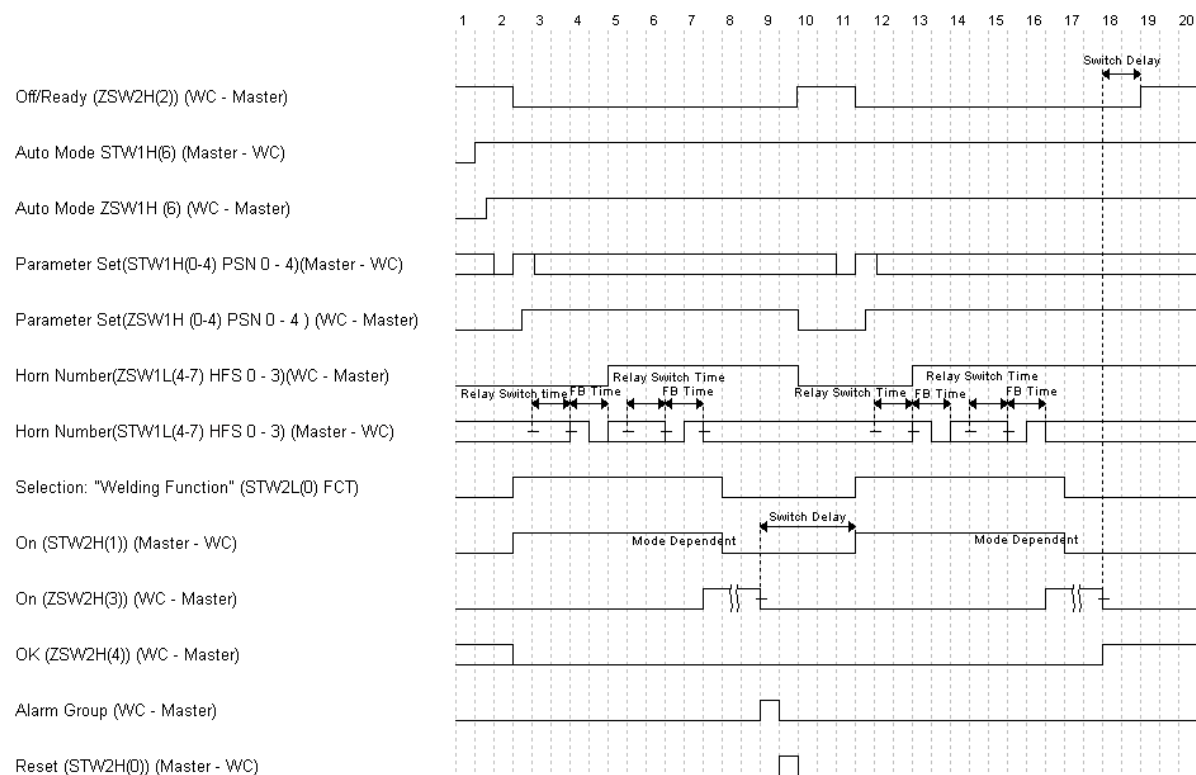 1 2 3 4 5 6 7 8 9 10 11 12 13 14 15 16 17 18 19 20
Switch Delay
Off/Ready (ZSW2H(2)) (WC - Master)
Auto Mode STW1H(6) (Master - WC)
Auto Mode ZSW1H (6) (WC - Master)
Parameter Set(STW1H(0-4) PSN 0 - 4)(Master - WC)
Parameter Set(ZSW1H (0-4) PSN 0 - 4 ) (WC - Master)
Horn Number(ZSW1L(4-7) HFS 0 - 3)(WC - Master)
Relay Switch Time
Relay Switch Time
Relay Switch time
FB Time
FB Time
Relay Switch Time
FB Time
FB Time
Horn Number(STW1L(4-7) HFS 0 - 3) (Master - WC)
Selection: "Welding Function" (STW2L(0) FCT)
Switch Delay
On (STW2H(1)) (Master - WC)
Mode Dependent
Mode Dependent
On (ZSW2H(3)) (WC - Master)
OK (ZSW2H(4)) (WC - Master)
Alarm Group (WC - Master)
Reset (STW2H(0)) (Master - WC)